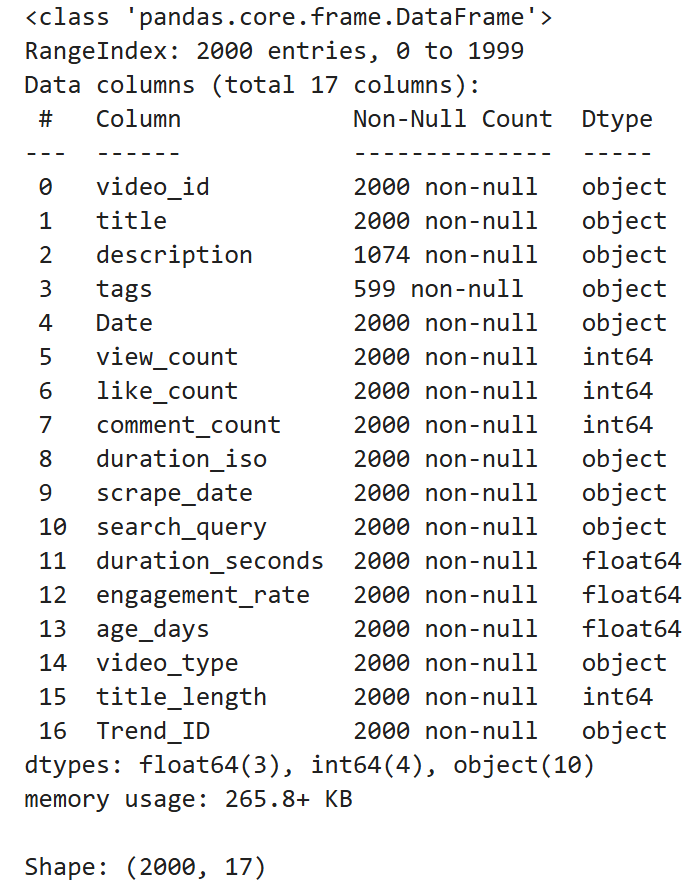 <class 'pandas.core.frame.DataFrame'>
RangeIndex: 2000 entries, 0 to 1999
Data columns (total 17 columns):
 #   Column            Non-Null Count  Dtype
---  ------            --------------  -----
 0   video_id          2000 non-null   object
 1   title             2000 non-null   object
 2   description       1074 non-null   object
 3   tags              599 non-null    object
 4   Date              2000 non-null   object
 5   view_count        2000 non-null   int64
 6   like_count        2000 non-null   int64
 7   comment_count     2000 non-null   int64
 8   duration_iso      2000 non-null   object
 9   scrape_date       2000 non-null   object
 10  search_query      2000 non-null   object
 11  duration_seconds  2000 non-null   float64
 12  engagement_rate   2000 non-null   float64
 13  age_days          2000 non-null   float64
 14  video_type        2000 non-null   object
 15  title_length      2000 non-null   int64
 16  Trend_ID          2000 non-null   object
dtypes: float64(3), int64(4), object(10)
memory usage: 265.8+ KB

Shape: (2000, 17)